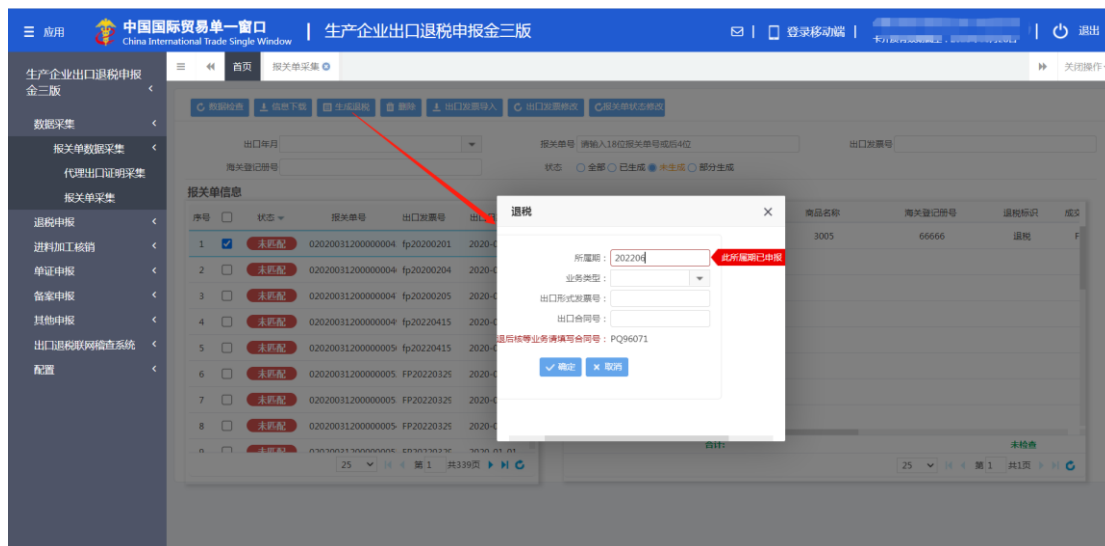 应用
中国国际贸易单一窗口
China International Trade Single Window
生产企业出口退税申报金三版
登录移动端
退出
首页
报关单采集
关闭操作
生产企业出口退税申报金三版
数据采集
报关单数据采集
代理出口证明采集
报关单采集
退税申报
进料加工核销
单证申报
备案申报
其他申报
出口退税联网稽查系统
配置
数据检查 信息下载 生成退税 删除 出口发票导入 出口发票修改 报关单状态修改
出口年月 报关单号 请输入18位报关单号或后4位 出口发票号
海关登记册号 状态 全部 已生成 未生成 部分生成
报关单信息
序号 状态 报关单号 出口发票号 商品名称 海关登记册号 退税标识
1 未匹配 02020031200000004 fp20200201 3005 66666 退税
2 未匹配 0202003120000004 fp20200204
3 未匹配 02020031200000004 fp20200205
4 未匹配 0202003120000004 fp20220415
5 未匹配 0202003120000005 fp20220415
6 未匹配 02020031200000005 FP20220329
7 未匹配 02020031200000005 FP20220329
8 未匹配 02020031200000005 FP20220329
退税
所属期： 202206 此所属期已申报
业务类型：
出口形式发票号：
出口合同号：
退后核等业务请填写合同号： PQ96071
确定 取消
合计: 未检查
25 第 1 共339页
25 第 1 共1页